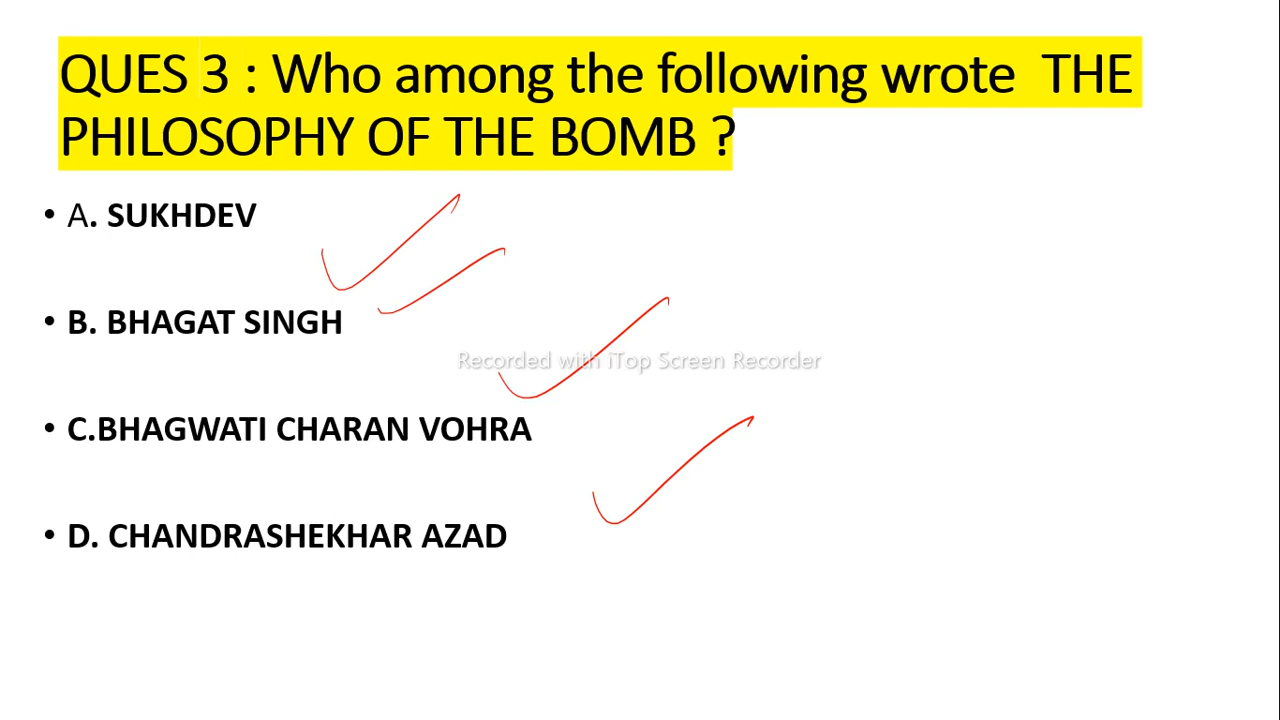 QUES 3 : Who among the following wrote THE
PHILOSOPHY OF THE BOMB ?
• A. SUKHDEV
• B. BHAGAT SINGH
Recorded with iTop Screen Recorder
• C.BHAGWATI CHARAN VOHRA
• D. CHANDRASHEKHAR AZAD